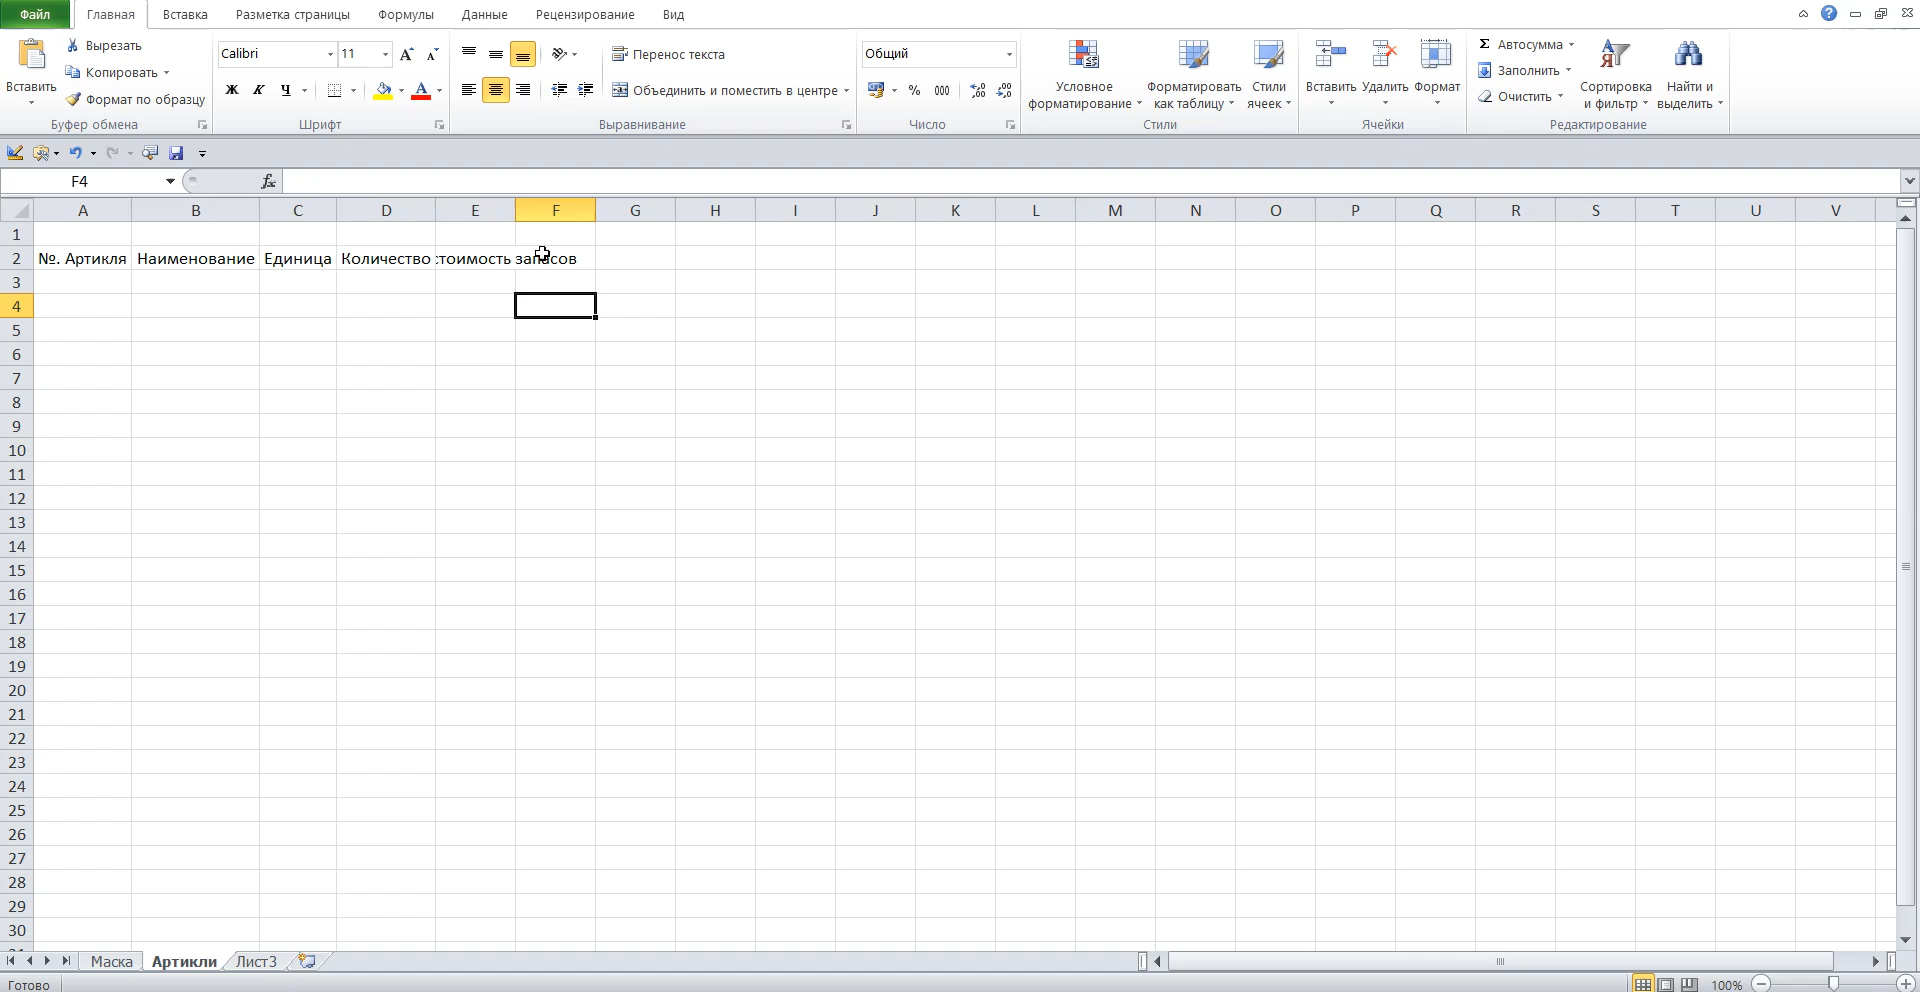 Файл Главная Вставка Разметка страницы Формулы Данные Рецензирование Вид
Вставить
Вырезать
Копировать
Формат по образцу
Буфер обмена
Calibri 11
Ж К Ч А
Шрифт
Перенос текста
Объединить и поместить в центре
Выравнивание
Общий
% 000
Число
Условное форматирование
Форматировать как таблицу
Стили ячеек
Стили
Вставить Удалить Формат
Ячейки
Σ Автосумма
Заполнить
Очистить
Сортировка и фильтр
Найти и выделить
Редактирование
F4 fx
A B C D E F G H I J K L M N O P Q R S T U V
1
2 №. Артикля Наименование Единица Количество стоимость запасов
3
4
5
6
7
8
9
10
11
12
13
14
15
16
17
18
19
20
21
22
23
24
25
26
27
28
29
30
Маска Артикли Лист3
Готово 100%